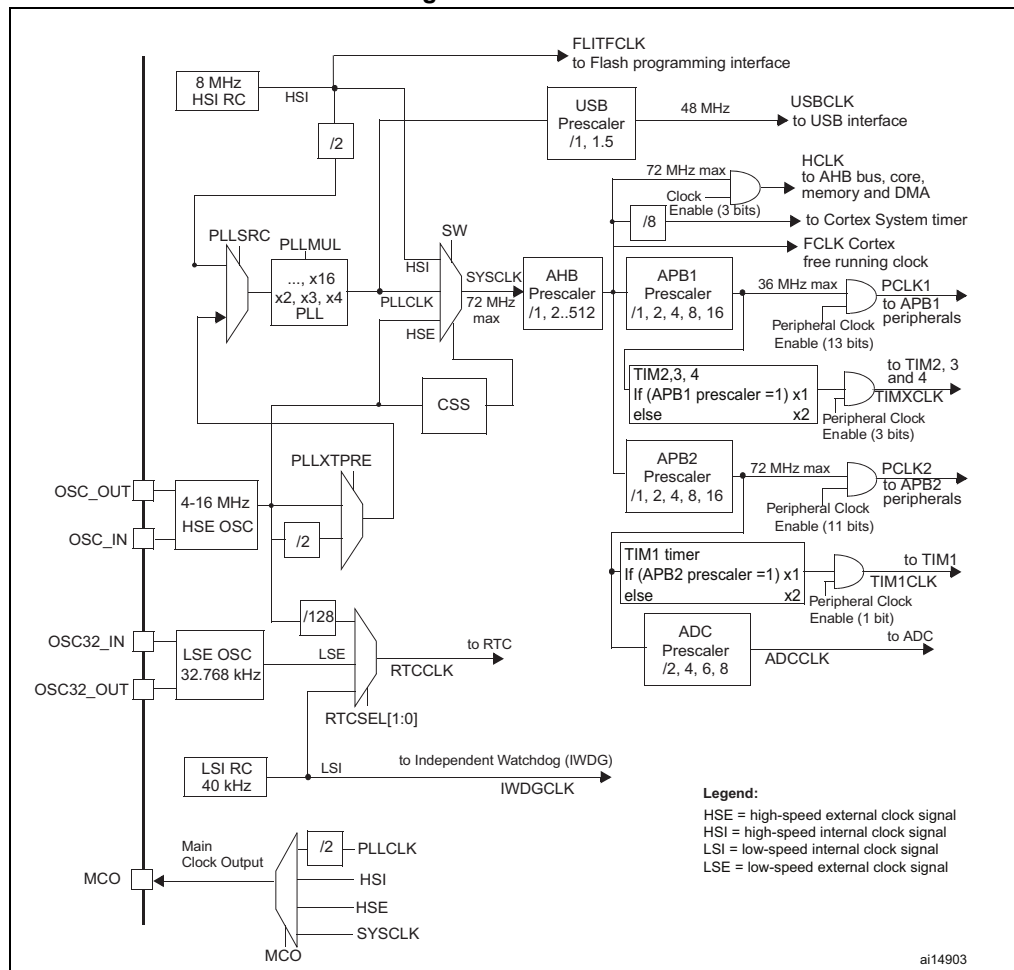 FLITFCLK
to Flash programming interface
8 MHz
HSI RC
HSI
/2
USB
Prescaler
/1, 1.5
48 MHz
USBCLK
to USB interface
72 MHz max
Clock
Enable (3 bits)
HCLK
to AHB bus, core,
memory and DMA
/8
to Cortex System timer
FCLK Cortex
free running clock
PLLSRC
PLLMUL
..., x16
x2, x3, x4
PLL
SW
HSI
PLLCLK
HSE
SYSCLK
72 MHz
max
AHB
Prescaler
/1, 2..512
APB1
Prescaler
/1, 2, 4, 8, 16
36 MHz max
PCLK1
to APB1
peripherals
Peripheral Clock
Enable (13 bits)
TIM2,3, 4
If (APB1 prescaler =1) x1
else x2
to TIM2, 3
and 4
TIMXCLK
Peripheral Clock
Enable (3 bits)
CSS
PLLXTPRE
OSC_OUT
OSC_IN
4-16 MHz
HSE OSC
/2
APB2
Prescaler
/1, 2, 4, 8, 16
72 MHz max
PCLK2
to APB2
peripherals
Peripheral Clock
Enable (11 bits)
TIM1 timer
If (APB2 prescaler =1) x1
else x2
to TIM1
TIM1CLK
Peripheral Clock
Enable (1 bit)
ADC
Prescaler
/2, 4, 6, 8
to ADC
ADCCLK
/128
OSC32_IN
OSC32_OUT
LSE OSC
32.768 kHz
LSE
to RTC
RTCCLK
RTCSEL[1:0]
LSI RC
40 kHz
LSI
to Independent Watchdog (IWDG)
IWDGCLK
Legend:
HSE = high-speed external clock signal
HSI = high-speed internal clock signal
LSI = low-speed internal clock signal
LSE = low-speed external clock signal
Main
Clock Output
MCO
/2
PLLCLK
HSI
HSE
SYSCLK
MCO
ai14903